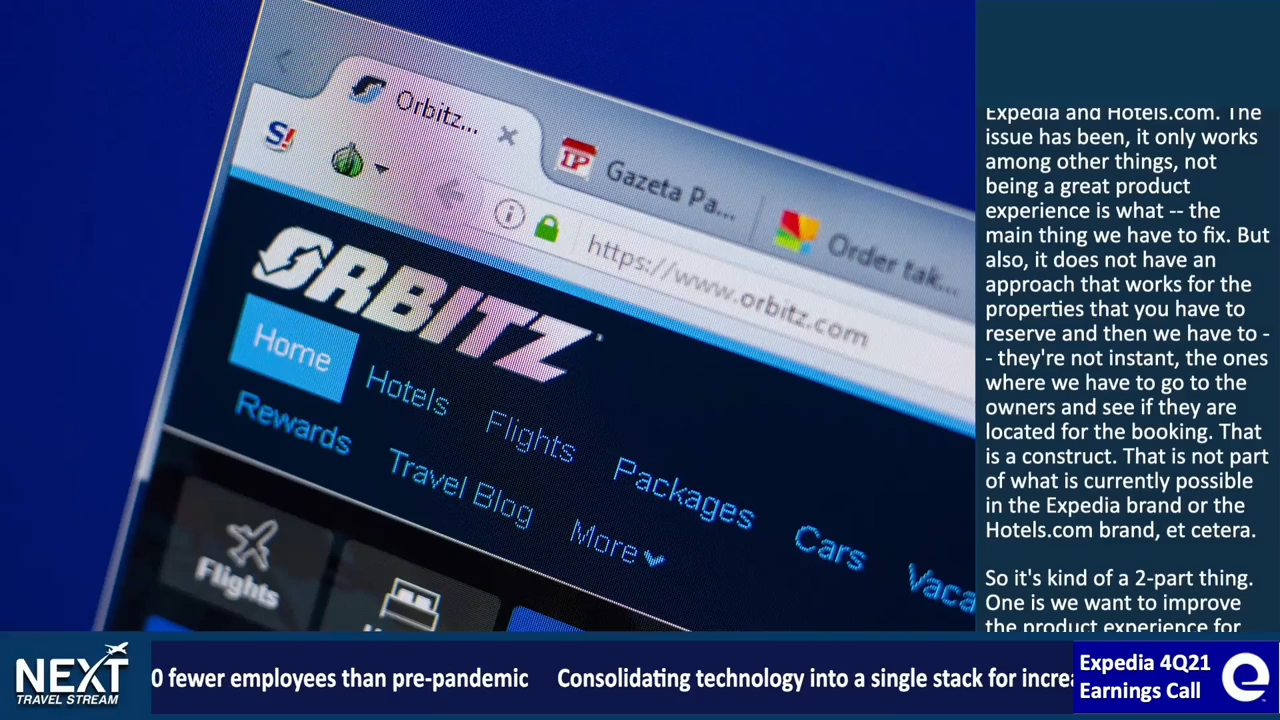 Orbitz...
Gazeta Pa...
Order tak...
S!
https://www.orbitz.com
ORBITZ
Home
Hotels
Flights
Packages
Cars
Rewards
Travel Blog
More
Flights
Expedia and Hotels.com. The
issue has been, it only works
among other things, not
being a great product
experience is what -- the
main thing we have to fix. But
also, it does not have an
approach that works for the
properties that you have to
reserve and then we have to -
- they're not instant, the ones
where we have to go to the
owners and see if they are
located for the booking. That
is a construct. That is not part
of what is currently possible
in the Expedia brand or the
Hotels.com brand, et cetera.
So it's kind of a 2-part thing.
One is we want to improve
the product experience for
NEXT
TRAVEL STREAM
0 fewer employees than pre-pandemic
Consolidating technology into a single stack for increa
Expedia 4Q21
Earnings Call
e